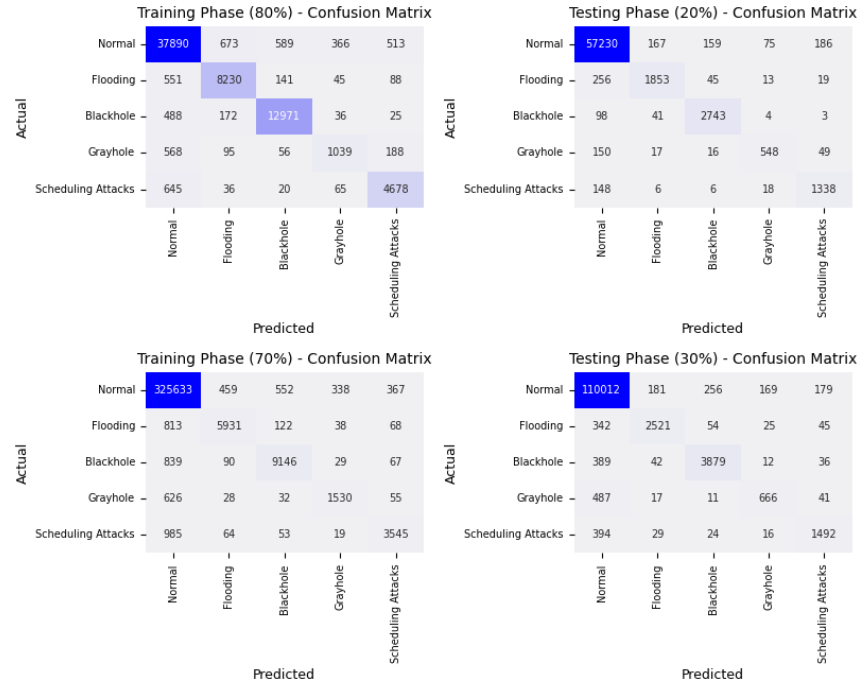 Training Phase (80%) - Confusion Matrix
Normal 37890 673 589 366 513
Flooding 551 8230 141 45 88
Blackhole 488 172 12971 36 25
Grayhole 568 95 56 1039 188
Scheduling Attacks 645 36 20 65 4678
Actual
Normal Flooding Blackhole Grayhole Scheduling Attacks
Predicted
Testing Phase (20%) - Confusion Matrix
Normal 57230 167 159 75 186
Flooding 256 1853 45 13 19
Blackhole 98 41 2743 4 3
Grayhole 150 17 16 548 49
Scheduling Attacks 148 6 6 18 1338
Actual
Normal Flooding Blackhole Grayhole Scheduling Attacks
Predicted
Training Phase (70%) - Confusion Matrix
Normal 325633 459 552 338 367
Flooding 813 5931 122 38 68
Blackhole 839 90 9146 29 67
Grayhole 626 28 32 1530 55
Scheduling Attacks 985 64 53 19 3545
Actual
Normal Flooding Blackhole Grayhole Scheduling Attacks
Predicted
Testing Phase (30%) - Confusion Matrix
Normal 110012 181 256 169 179
Flooding 342 2521 54 25 45
Blackhole 389 42 3879 12 36
Grayhole 487 17 11 666 41
Scheduling Attacks 394 29 24 16 1492
Actual
Normal Flooding Blackhole Grayhole Scheduling Attacks
Predicted